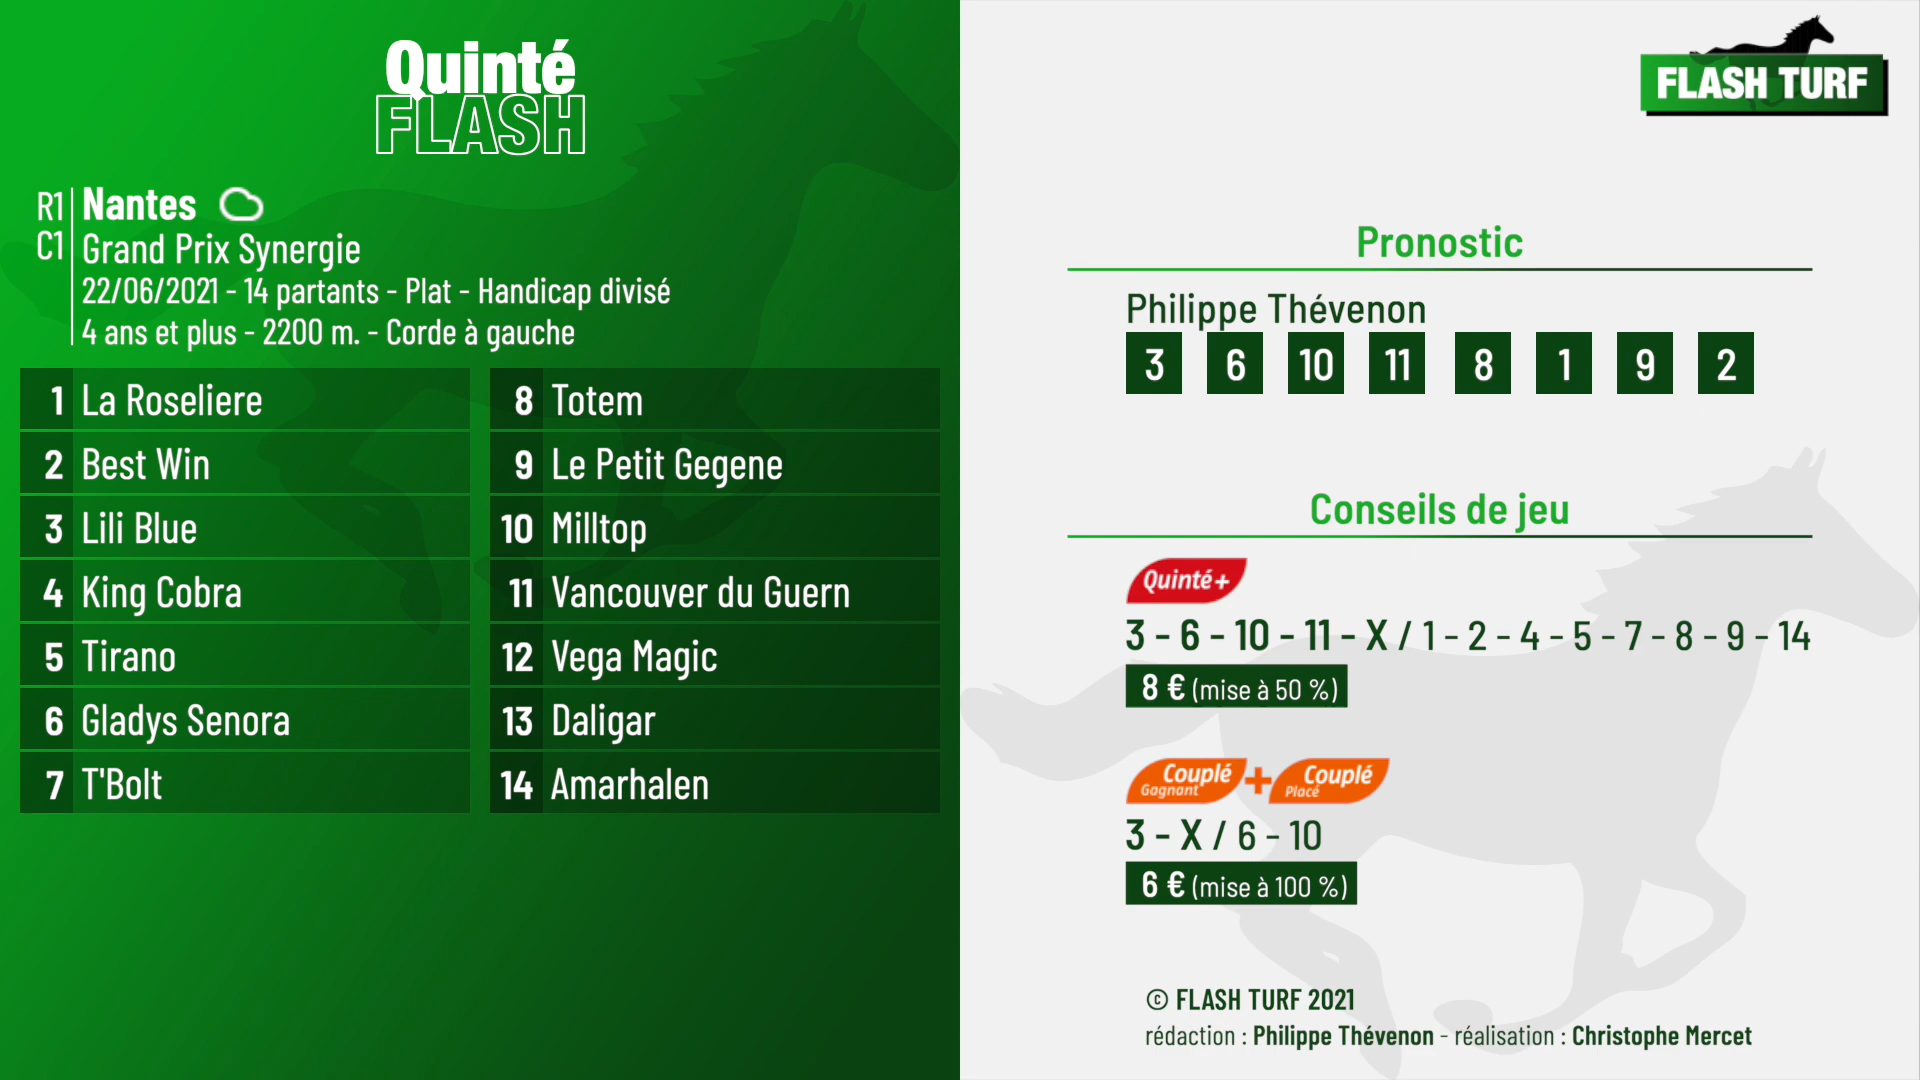 Quinté
FLASH
R1 Nantes
C1 Grand Prix Synergie
22/06/2021 - 14 partants - Plat - Handicap divisé
4 ans et plus - 2200 m. - Corde à gauche
1 La Roseliere
2 Best Win
3 Lili Blue
4 King Cobra
5 Tirano
6 Gladys Senora
7 T'Bolt
8 Totem
9 Le Petit Gegene
10 Milltop
11 Vancouver du Guern
12 Vega Magic
13 Daligar
14 Amarhalen
FLASH TURF
Pronostic
Philippe Thévenon
3 6 10 11 8 1 9 2
Conseils de jeu
Quinté+
3 - 6 - 10 - 11 - X / 1 - 2 - 4 - 5 - 7 - 8 - 9 - 14
8 € (mise à 50 %)
Couplé Gagnant + Couplé Placé
3 - X / 6 - 10
6 € (mise à 100 %)
© FLASH TURF 2021
rédaction : Philippe Thévenon - réalisation : Christophe Mercet